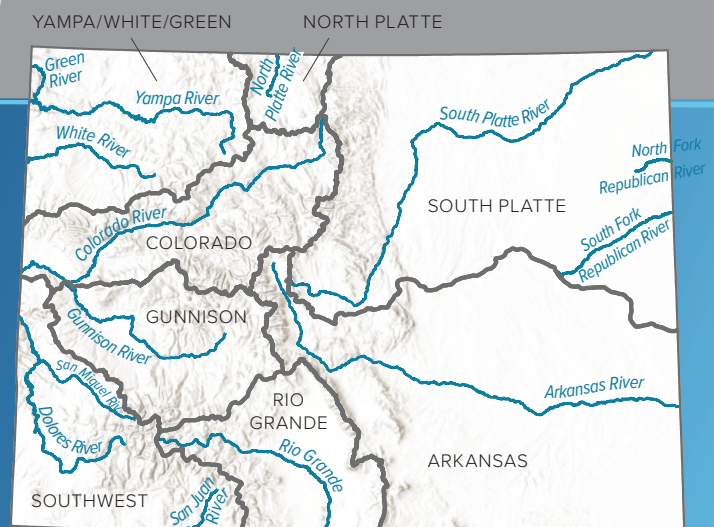 YAMPA/WHITE/GREEN
NORTH PLATTE
Green
River
North
Platte River
Yampa River
South Platte River
White River
North Fork
Republican River
SOUTH PLATTE
Colorado River
COLORADO
South Fork
Republican River
GUNNISON
Gunnison River
San Miguel Riv
Arkansas River
RIO
GRANDE
Dolores River
Rio Grande
ARKANSAS
SOUTHWEST
San Juan
River